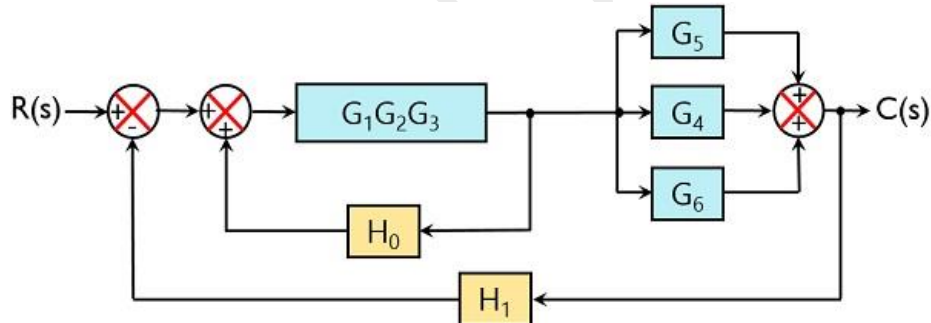 G₅
R(s) + - + + G₁G₂G₃ G₄ + + C(s)
G₆
H₀
H₁